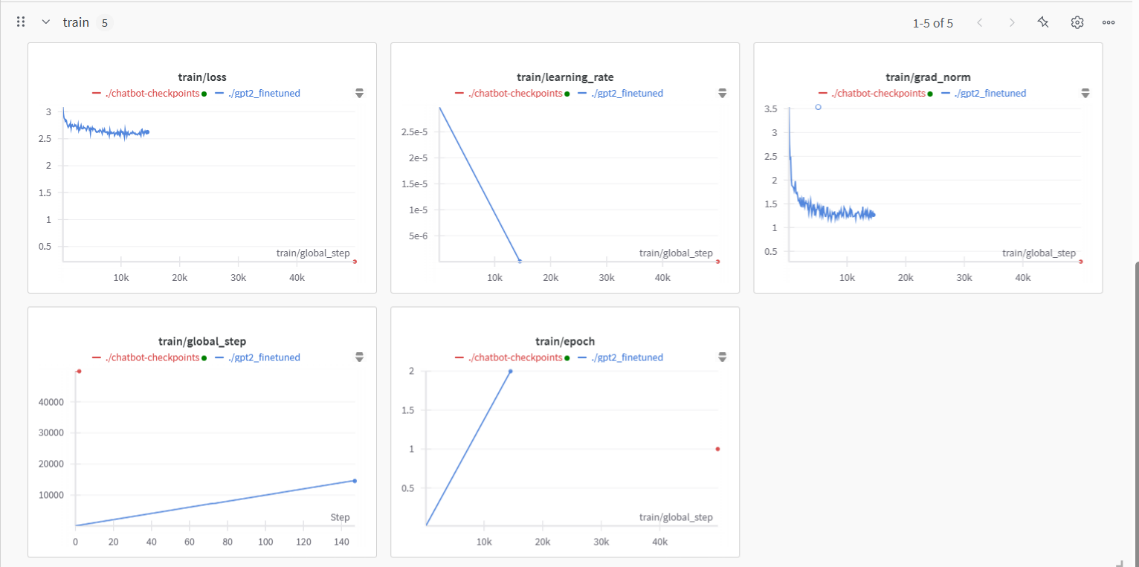 train 5
1-5 of 5
train/loss
./chatbot-checkpoints ./gpt2_finetuned
3
2.5
2
1.5
1
0.5
train/global_step
10k 20k 30k 40k
train/learning_rate
./chatbot-checkpoints ./gpt2_finetuned
2.5e-5
2e-5
1.5e-5
1e-5
5e-6
train/global_step
10k 20k 30k 40k
train/grad_norm
./chatbot-checkpoints ./gpt2_finetuned
3.5
3
2.5
2
1.5
1
0.5
train/global_step
10k 20k 30k 40k
train/global_step
./chatbot-checkpoints ./gpt2_finetuned
40000
30000
20000
10000
Step
0 20 40 60 80 100 120 140
train/epoch
./chatbot-checkpoints ./gpt2_finetuned
2
1.5
1
0.5
train/global_step
10k 20k 30k 40k